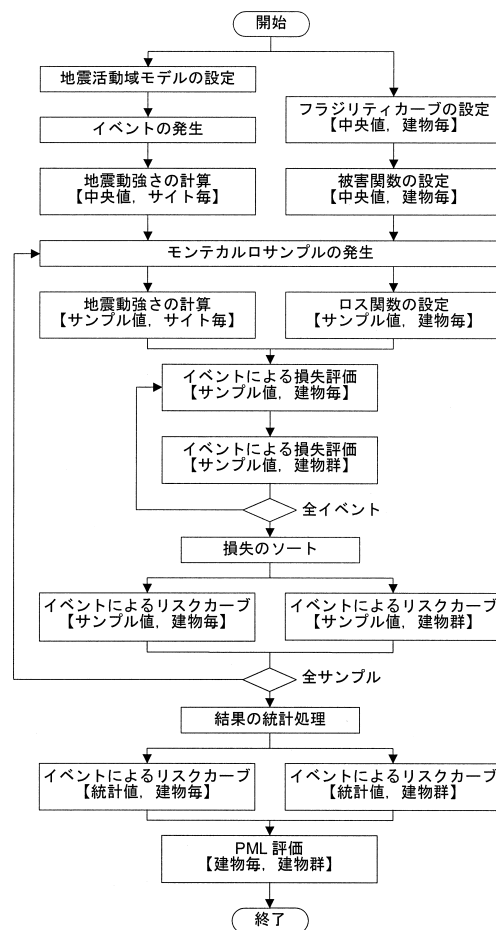 開始
地震活動域モデルの設定
イベントの発生
フラジリティカーブの設定
【中央値，建物毎】
地震動強さの計算
【中央値，サイト毎】
被害関数の設定
【中央値，建物毎】
モンテカルロサンプルの発生
地震動強さの計算
【サンプル値，サイト毎】
ロス関数の設定
【サンプル値，建物毎】
イベントによる損失評価
【サンプル値，建物毎】
イベントによる損失評価
【サンプル値，建物群】
全イベント
損失のソート
イベントによるリスクカーブ
【サンプル値，建物毎】
イベントによるリスクカーブ
【サンプル値，建物群】
全サンプル
結果の統計処理
イベントによるリスクカーブ
【統計値，建物毎】
イベントによるリスクカーブ
【統計値，建物群】
PML 評価
【建物毎，建物群】
終了